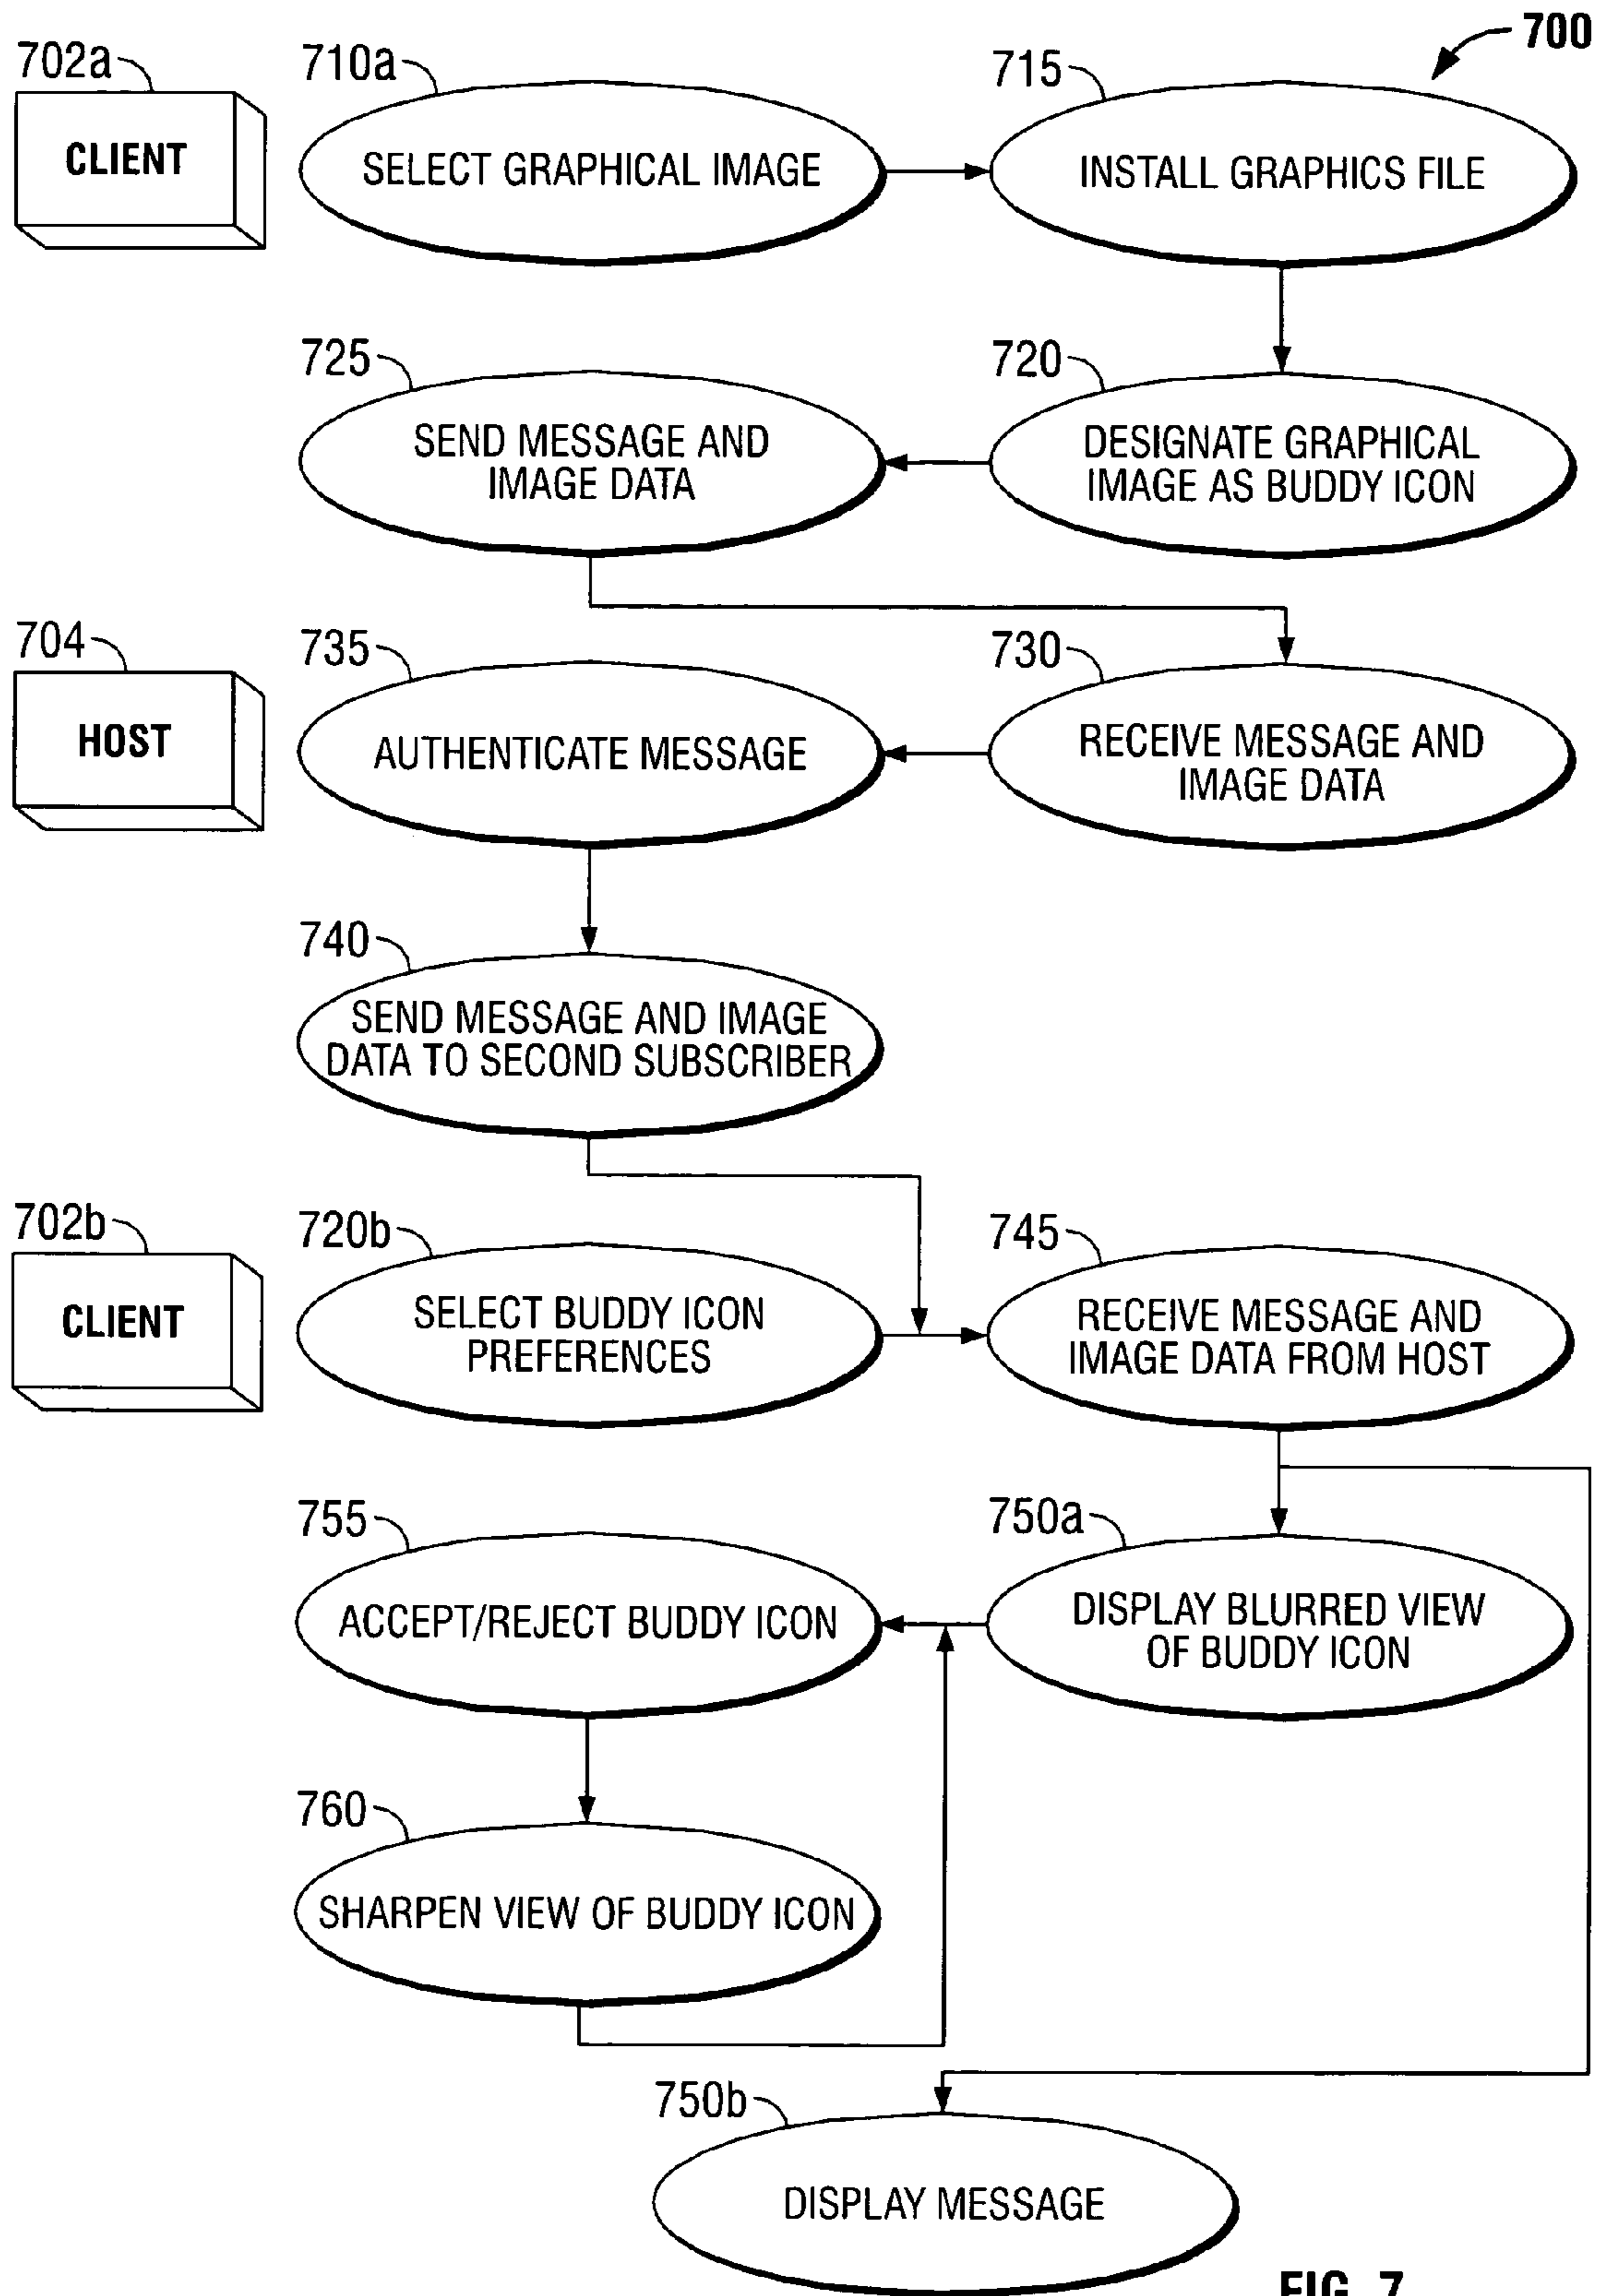 700
702a
CLIENT
710a
SELECT GRAPHICAL IMAGE
715
INSTALL GRAPHICS FILE
725
SEND MESSAGE AND
IMAGE DATA
720
DESIGNATE GRAPHICAL
IMAGE AS BUDDY ICON
704
HOST
735
AUTHENTICATE MESSAGE
730
RECEIVE MESSAGE AND
IMAGE DATA
740
SEND MESSAGE AND IMAGE
DATA TO SECOND SUBSCRIBER
702b
CLIENT
720b
SELECT BUDDY ICON
PREFERENCES
745
RECEIVE MESSAGE AND
IMAGE DATA FROM HOST
755
ACCEPT/REJECT BUDDY ICON
750a
DISPLAY BLURRED VIEW
OF BUDDY ICON
760
SHARPEN VIEW OF BUDDY ICON
750b
DISPLAY MESSAGE
FIG. 7